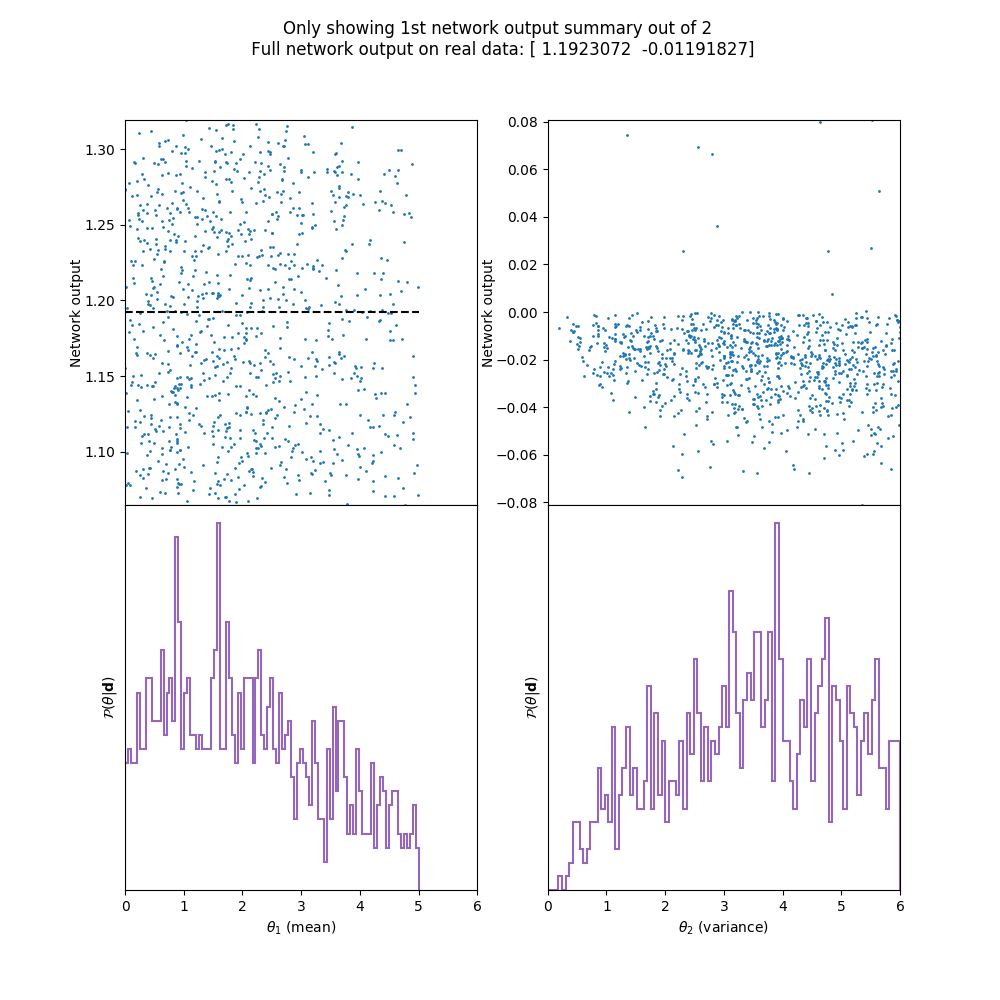 Only showing 1st network output summary out of 2
Full network output on real data: [ 1.1923072  -0.01191827]
1.30
1.25
1.20
1.15
1.10
Network output
0.08
0.06
0.04
0.02
0.00
−0.02
−0.04
−0.06
−0.08
Network output
𝒫(θ|d)
0 1 2 3 4 5 6
θ₁ (mean)
𝒫(θ|d)
0 1 2 3 4 5 6
θ₂ (variance)